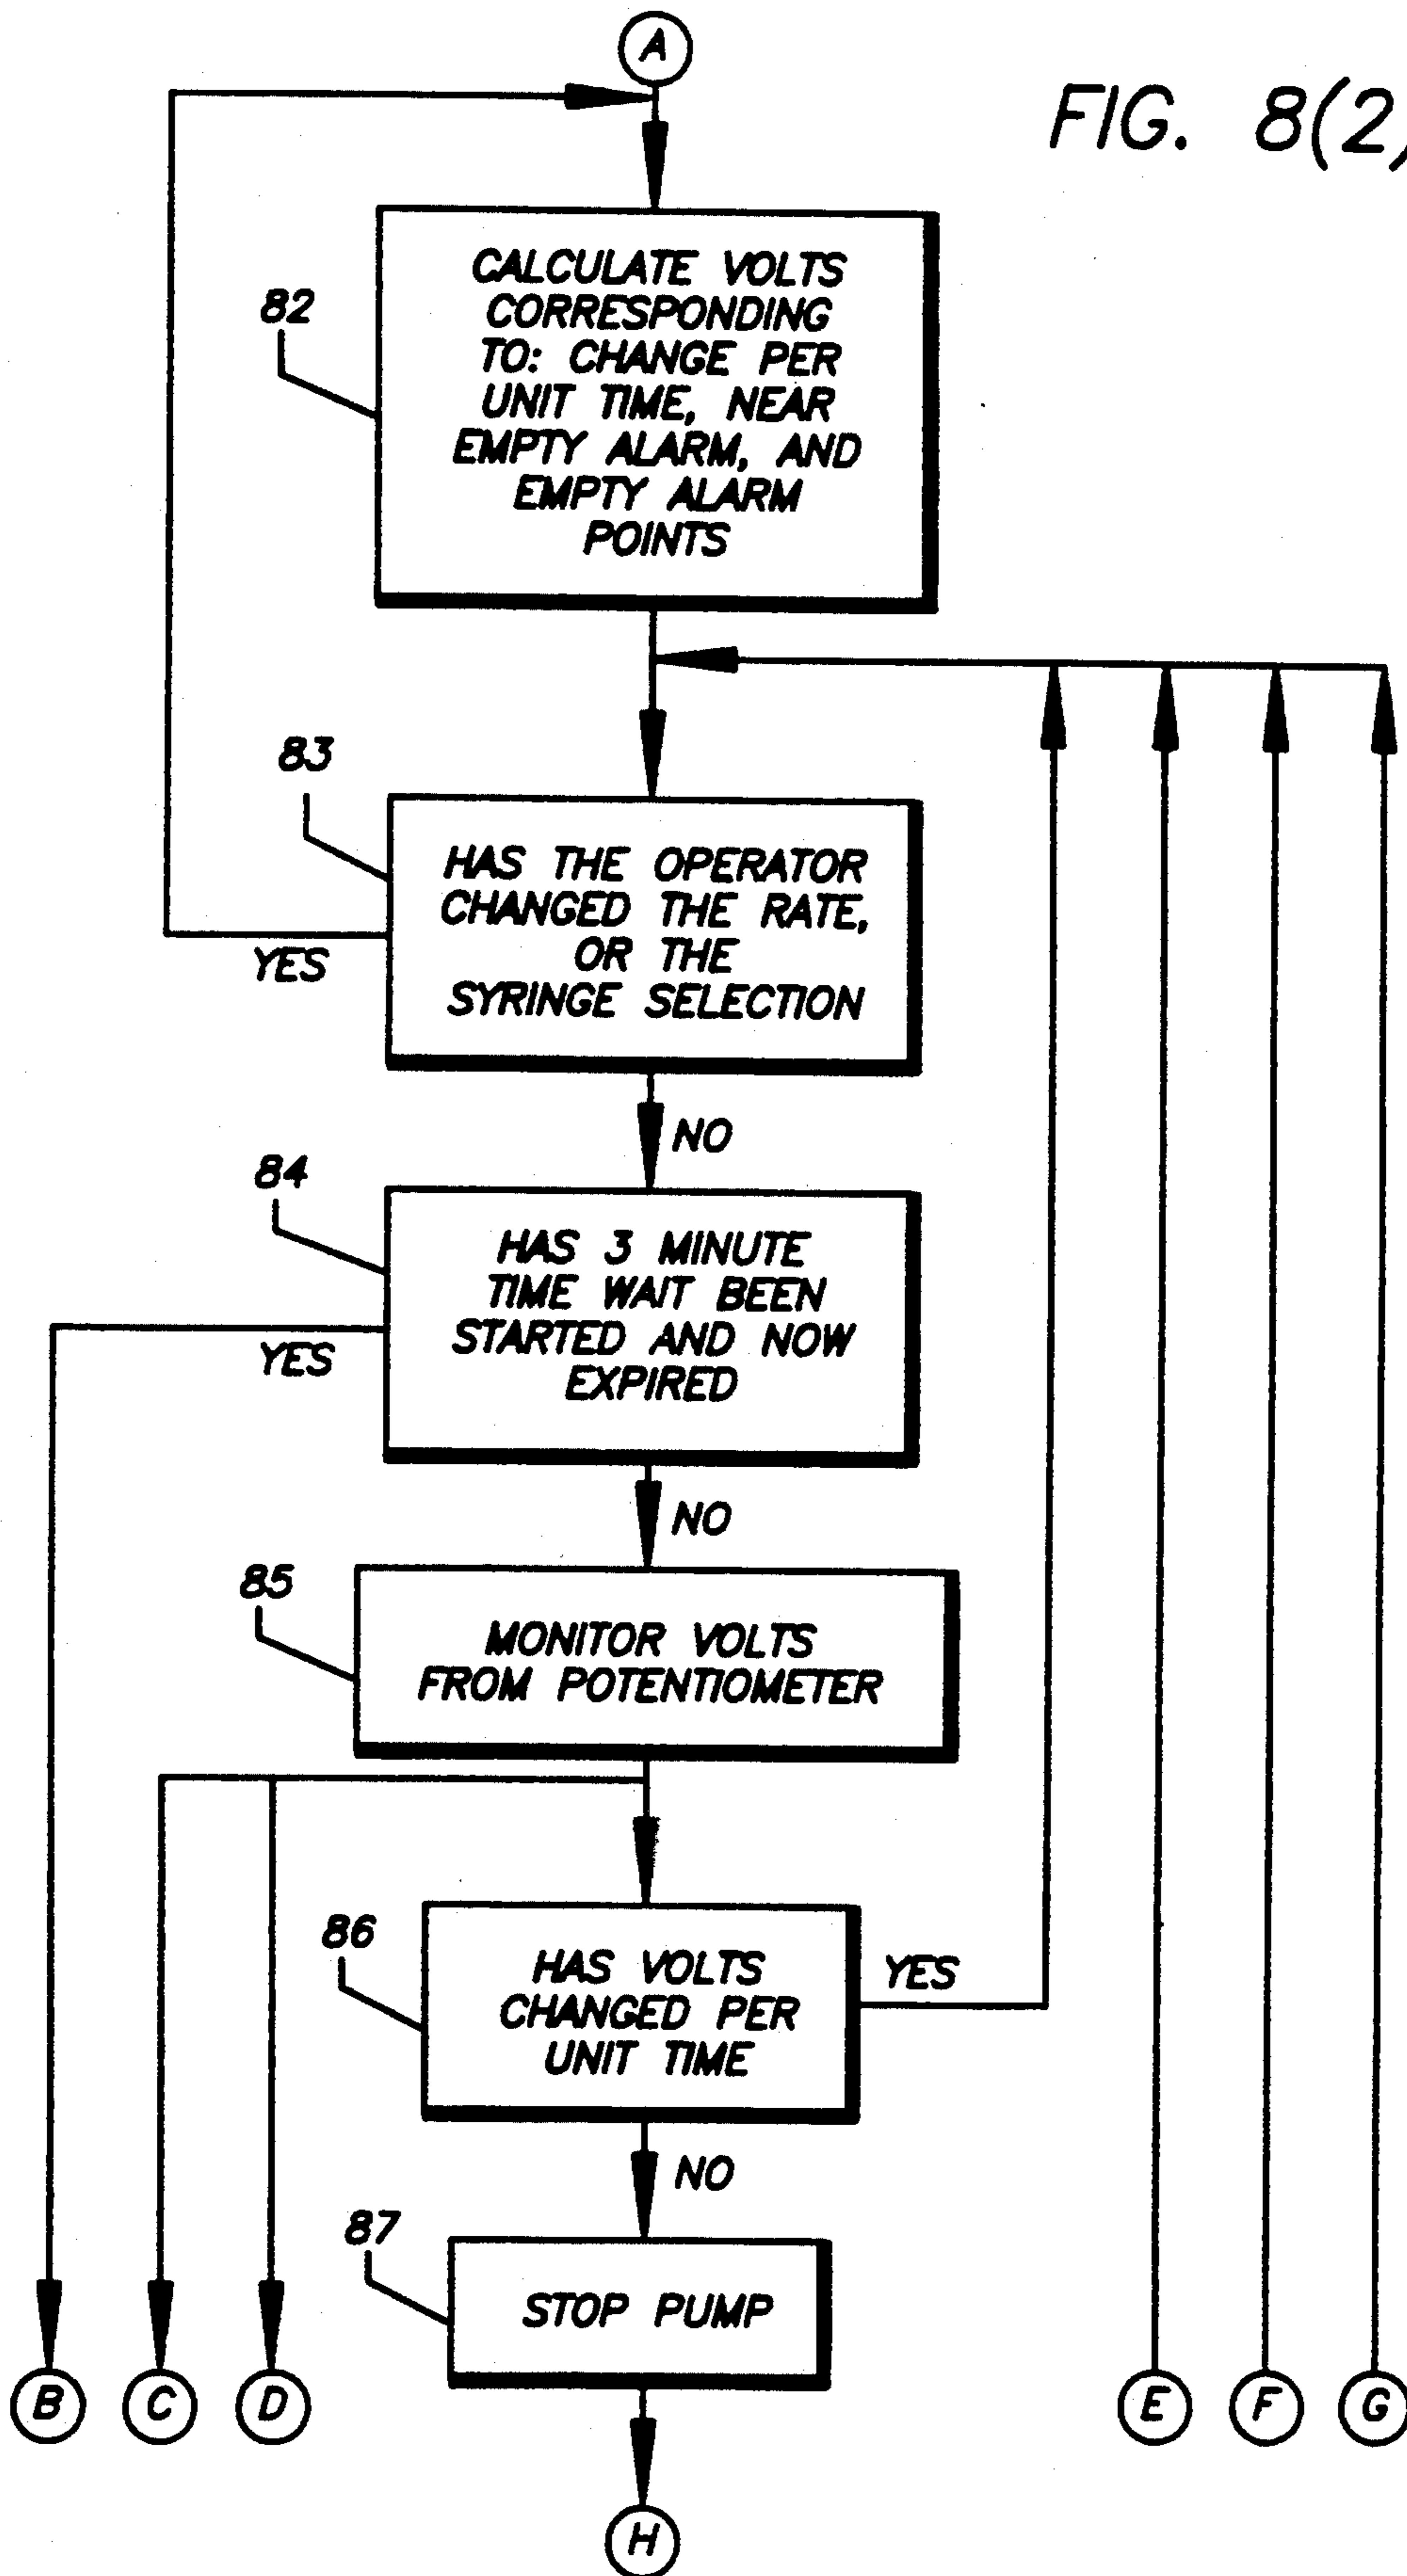 A
FIG. 8(2)
82
CALCULATE VOLTS
CORRESPONDING
TO: CHANGE PER
UNIT TIME, NEAR
EMPTY ALARM, AND
EMPTY ALARM
POINTS
83
HAS THE OPERATOR
CHANGED THE RATE,
OR THE
SYRINGE SELECTION
YES
NO
84
HAS 3 MINUTE
TIME WAIT BEEN
STARTED AND NOW
EXPIRED
YES
NO
85
MONITOR VOLTS
FROM POTENTIOMETER
86
HAS VOLTS
CHANGED PER
UNIT TIME
YES
NO
87
STOP PUMP
B
C
D
E
F
G
H